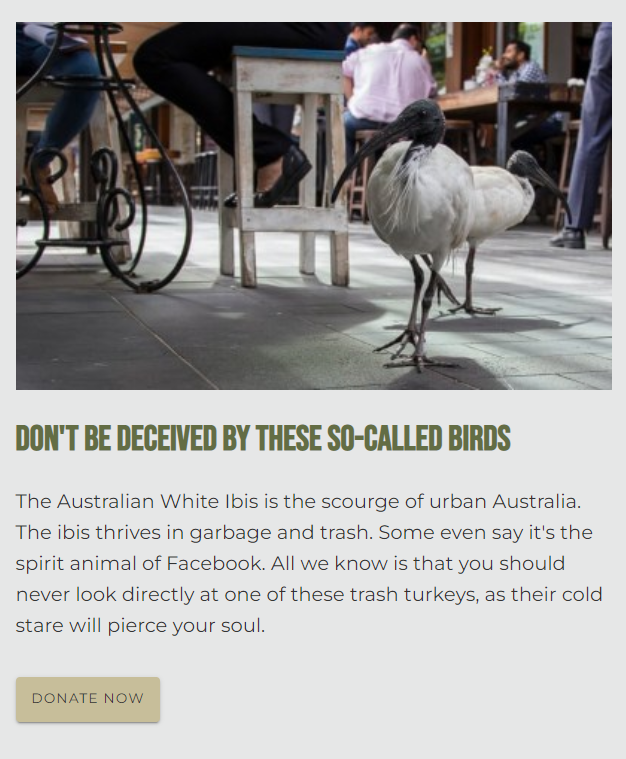 DON'T BE DECEIVED BY THESE SO-CALLED BIRDS
The Australian White Ibis is the scourge of urban Australia.
The ibis thrives in garbage and trash. Some even say it's the
spirit animal of Facebook. All we know is that you should
never look directly at one of these trash turkeys, as their cold
stare will pierce your soul.
DONATE NOW